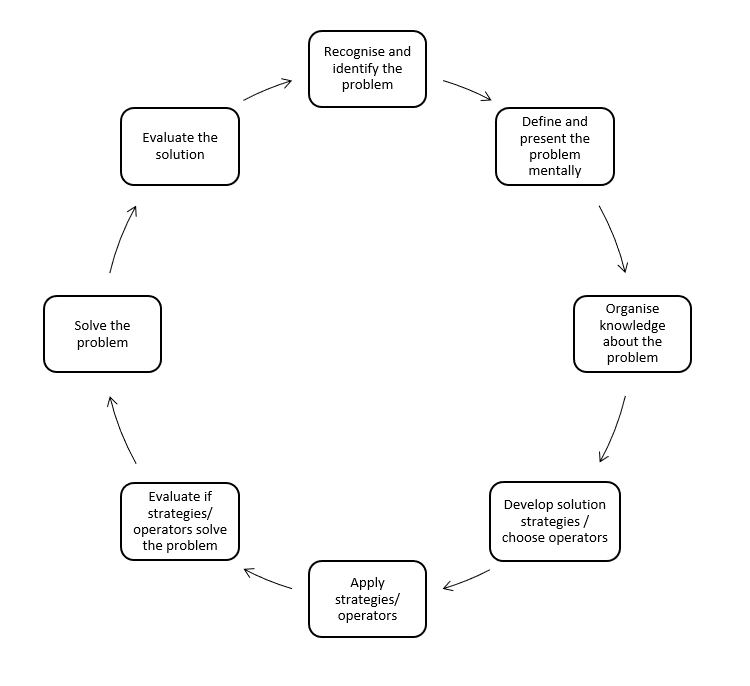 Recognise and
identify the
problem
Define and
present the
problem
mentally
Organise
knowledge
about the
problem
Develop solution
strategies /
choose operators
Apply
strategies/
operators
Evaluate if
strategies/
operators solve
the problem
Solve the
problem
Evaluate the
solution